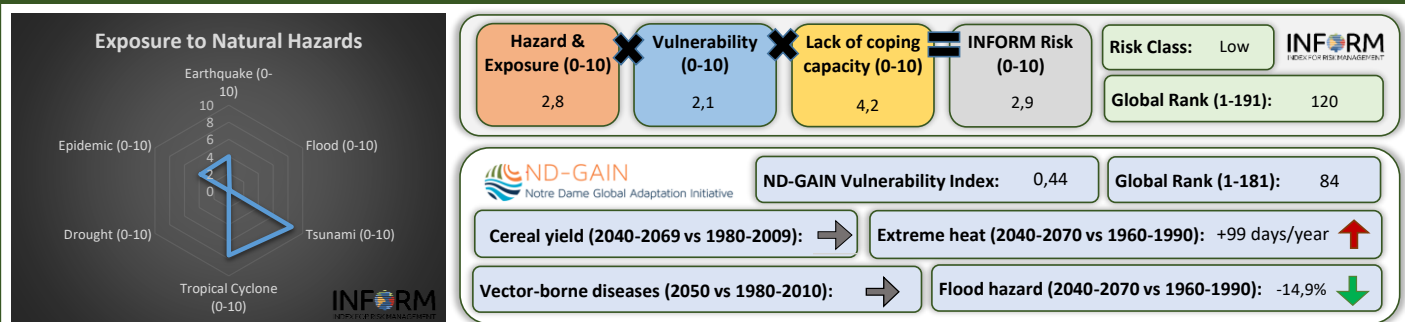 Exposure to Natural Hazards
Earthquake (0-
10)
10
8
6
4
2
0
Flood (0-10)
Tsunami (0-10)
Tropical Cyclone
(0-10)
Drought (0-10)
Epidemic (0-10)
INFORM
INDEX FOR RISK MANAGEMENT
Hazard &
Exposure (0-10)
2,8
Vulnerability
(0-10)
2,1
Lack of coping
capacity (0-10)
4,2
INFORM Risk
(0-10)
2,9
Risk Class: Low
INFORM
INDEX FOR RISK MANAGEMENT
Global Rank (1-191): 120
ND-GAIN
Notre Dame Global Adaptation Initiative
ND-GAIN Vulnerability Index: 0,44
Global Rank (1-181): 84
Cereal yield (2040-2069 vs 1980-2009):
Extreme heat (2040-2070 vs 1960-1990): +99 days/year
Vector-borne diseases (2050 vs 1980-2010):
Flood hazard (2040-2070 vs 1960-1990): -14,9%